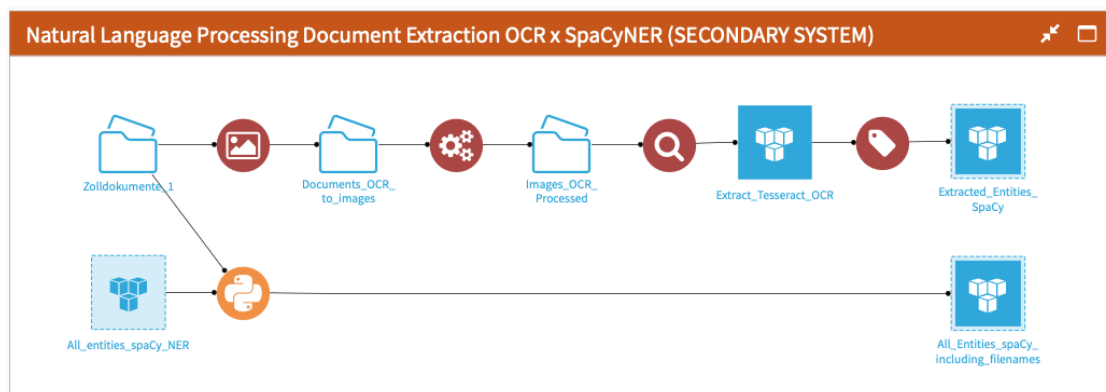 Natural Language Processing Document Extraction OCR x SpaCyNER (SECONDARY SYSTEM)
Zolldokumente_1
Documents_OCR_
to_images
Images_OCR_
Processed
Extract_Tesseract_OCR
Extracted_Entities_
SpaCy
All_entities_spaCy_NER
All_Entities_spaCy_
including_filenames